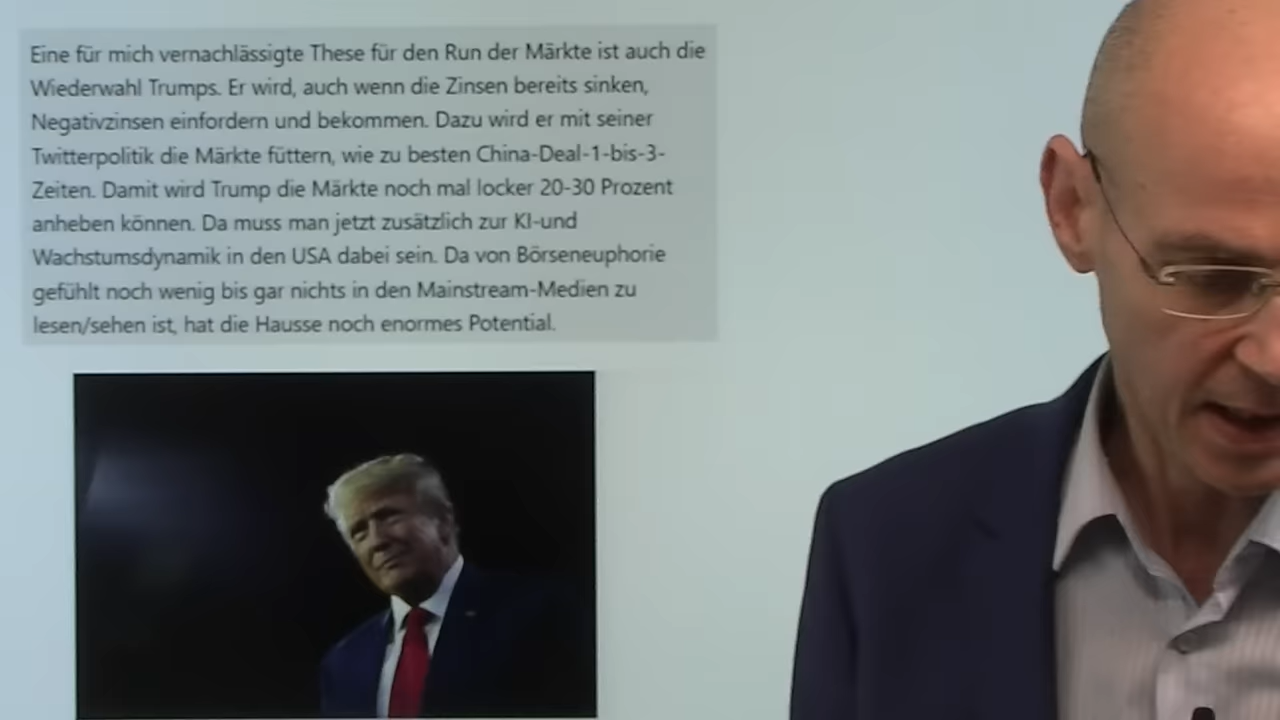 Eine für mich vernachlässigte These für den Run der Märkte ist auch die
Wiederwahl Trumps. Er wird, auch wenn die Zinsen bereits sinken,
Negativzinsen einfordern und bekommen. Dazu wird er mit seiner
Twitterpolitik die Märkte füttern, wie zu besten China-Deal-1-bis-3-
Zeiten. Damit wird Trump die Märkte noch mal locker 20-30 Prozent
anheben können. Da muss man jetzt zusätzlich zur KI-und
Wachstumsdynamik in den USA dabei sein. Da von Börseneuphorie
gefühlt noch wenig bis gar nichts in den Mainstream-Medien zu
lesen/sehen ist, hat die Hausse noch enormes Potential.